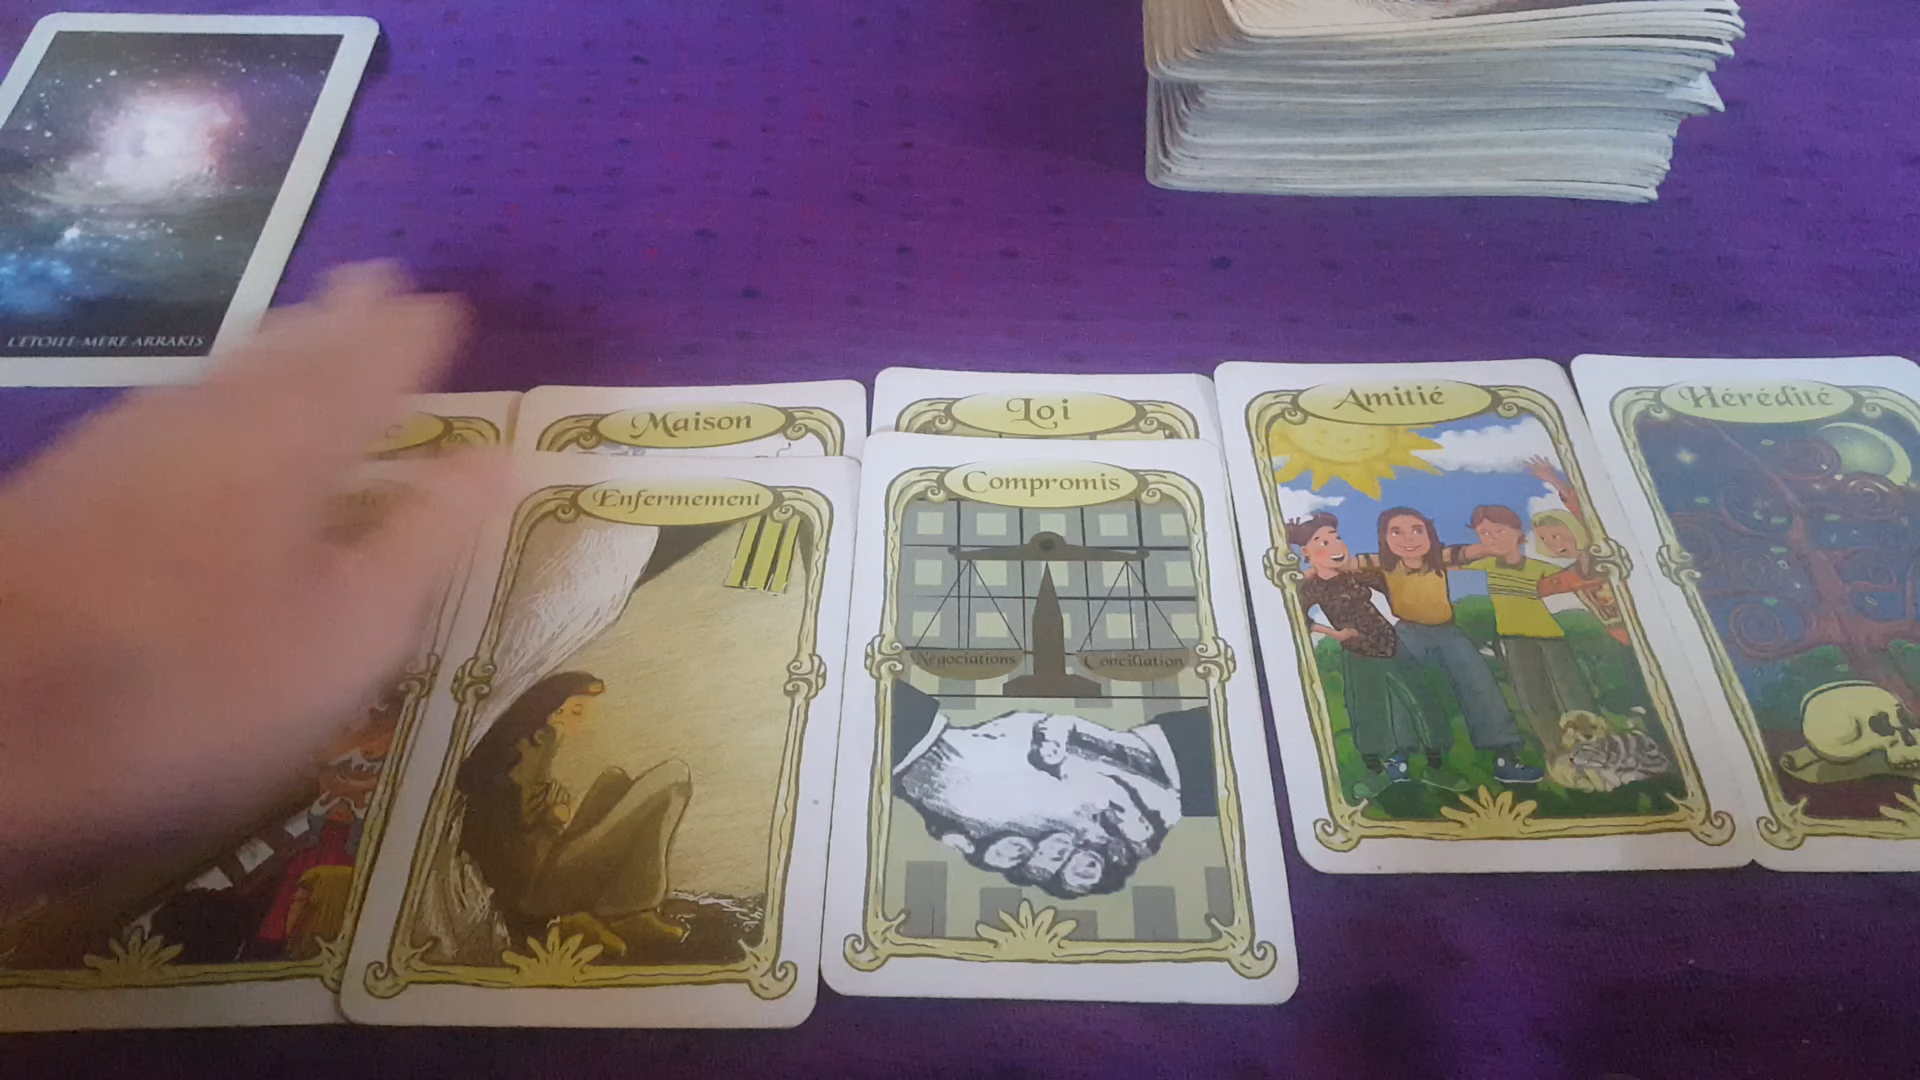 L'ETOILE-MERE ARRAKIS
Maison
Loi
Amitié
Hérédité
Enfermement
Compromis
Négociations
Conciliation